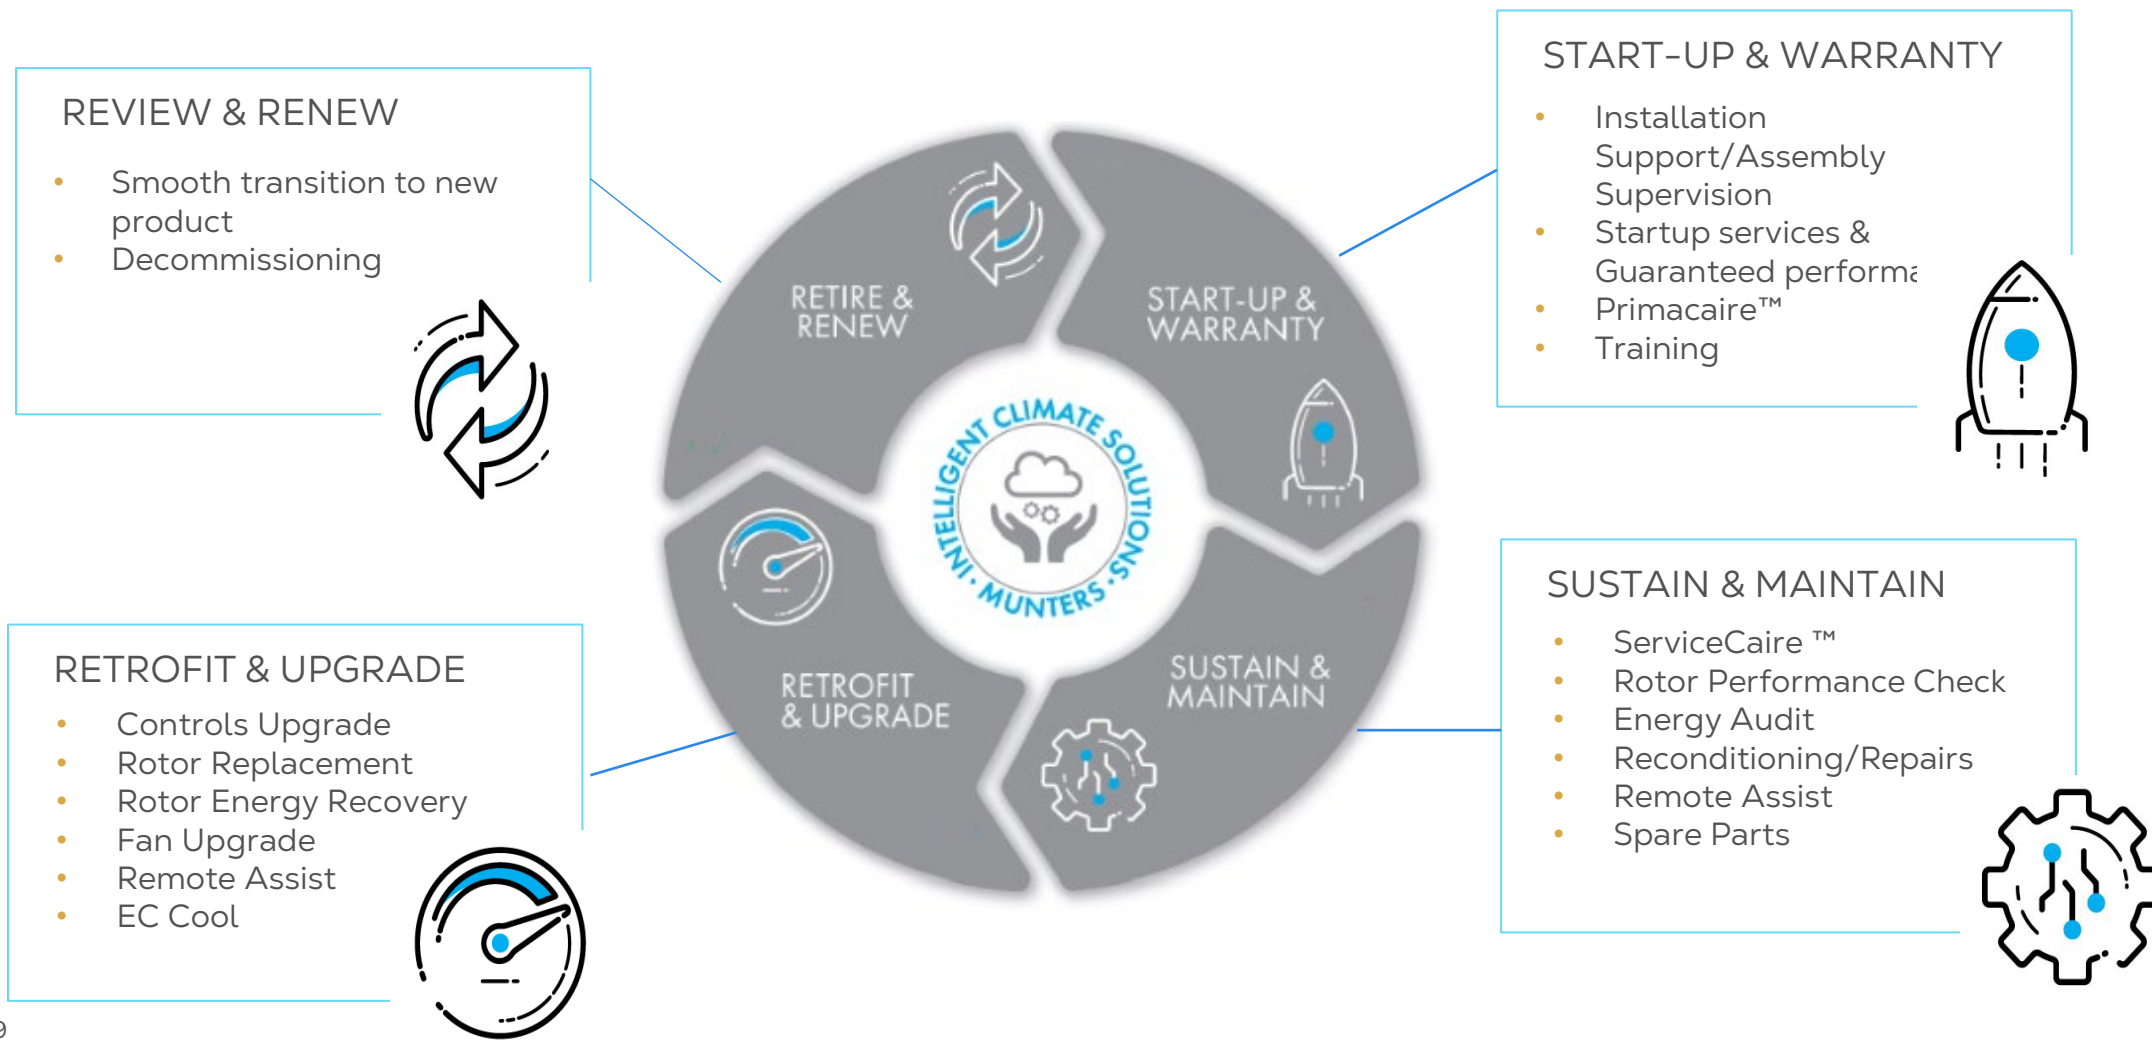 REVIEW & RENEW
• Smooth transition to new
product
• Decommissioning
START-UP & WARRANTY
• Installation
Support/Assembly
Supervision
• Startup services &
Guaranteed performa
• Primacaire™
• Training
RETIRE &
RENEW
START-UP &
WARRANTY
INTELLIGENT CLIMATE SOLUTIONS · MUNTERS ·
RETROFIT
& UPGRADE
SUSTAIN &
MAINTAIN
RETROFIT & UPGRADE
• Controls Upgrade
• Rotor Replacement
• Rotor Energy Recovery
• Fan Upgrade
• Remote Assist
• EC Cool
SUSTAIN & MAINTAIN
• ServiceCaire ™
• Rotor Performance Check
• Energy Audit
• Reconditioning/Repairs
• Remote Assist
• Spare Parts
9